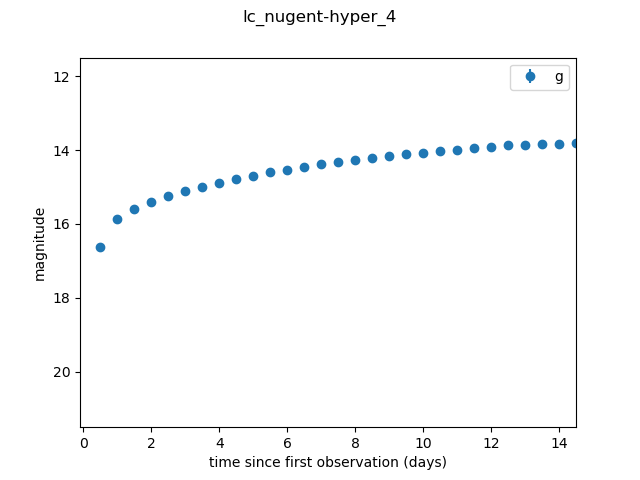 lc_nugent-hyper_4
g
12
14
16
18
20
magnitude
0 2 4 6 8 10 12 14
time since first observation (days)